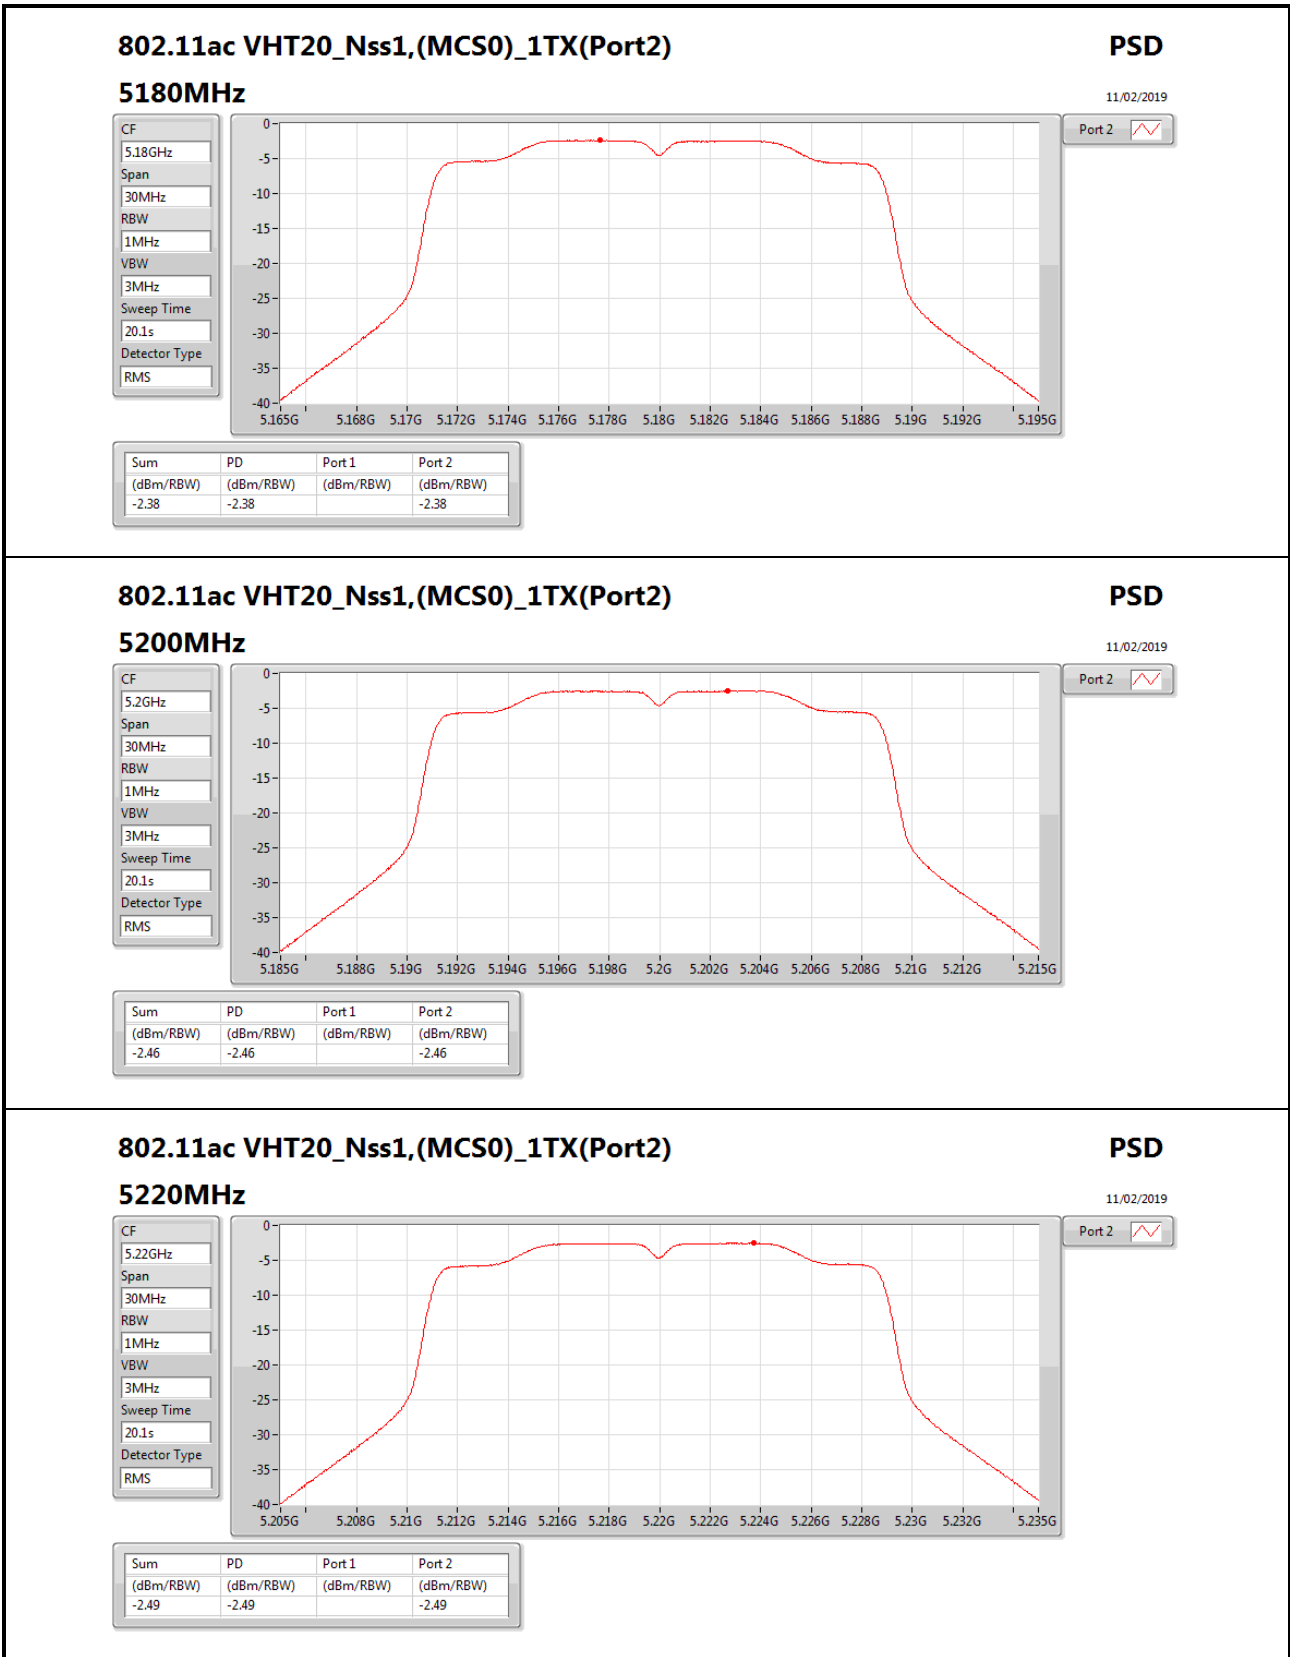 802.11ac VHT20_Nss1,(MCS0)_1TX(Port2) PSD
5180MHz 11/02/2019
CF
5.18GHz
Span
30MHz
RBW
1MHz
VBW
3MHz
Sweep Time
20.1s
Detector Type
RMS
0
-5
-10
-15
-20
-25
-30
-35
-40
5.165G 5.168G 5.17G 5.172G 5.174G 5.176G 5.178G 5.18G 5.182G 5.184G 5.186G 5.188G 5.19G 5.192G 5.195G
Port 2
Sum PD Port 1 Port 2
(dBm/RBW) (dBm/RBW) (dBm/RBW) (dBm/RBW)
-2.38 -2.38 -2.38
802.11ac VHT20_Nss1,(MCS0)_1TX(Port2) PSD
5200MHz 11/02/2019
CF
5.2GHz
Span
30MHz
RBW
1MHz
VBW
3MHz
Sweep Time
20.1s
Detector Type
RMS
0
-5
-10
-15
-20
-25
-30
-35
-40
5.185G 5.188G 5.19G 5.192G 5.194G 5.196G 5.198G 5.2G 5.202G 5.204G 5.206G 5.208G 5.21G 5.212G 5.215G
Port 2
Sum PD Port 1 Port 2
(dBm/RBW) (dBm/RBW) (dBm/RBW) (dBm/RBW)
-2.46 -2.46 -2.46
802.11ac VHT20_Nss1,(MCS0)_1TX(Port2) PSD
5220MHz 11/02/2019
CF
5.22GHz
Span
30MHz
RBW
1MHz
VBW
3MHz
Sweep Time
20.1s
Detector Type
RMS
0
-5
-10
-15
-20
-25
-30
-35
-40
5.205G 5.208G 5.21G 5.212G 5.214G 5.216G 5.218G 5.22G 5.222G 5.224G 5.226G 5.228G 5.23G 5.232G 5.235G
Port 2
Sum PD Port 1 Port 2
(dBm/RBW) (dBm/RBW) (dBm/RBW) (dBm/RBW)
-2.49 -2.49 -2.49